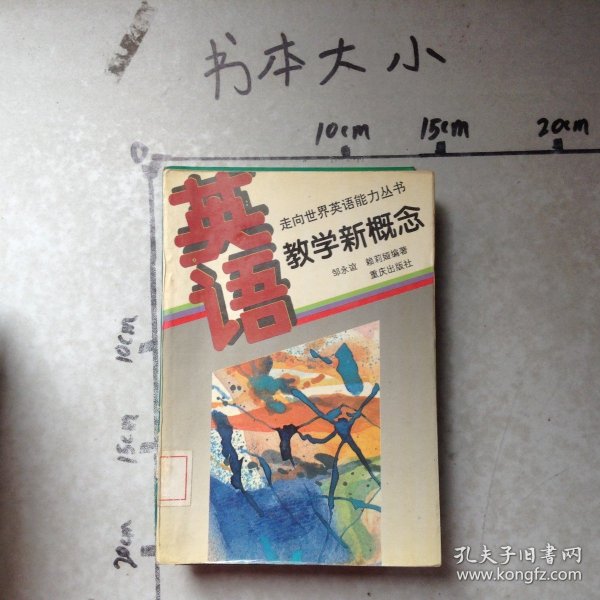 书本大小
0
10cm
15cm
20cm
10cm
15cm
20cm
英语
走向世界英语能力丛书
教学新概念
邹永谊 赖莉娅编著
重庆出版社
孔夫子旧书网
www.kongfz.com